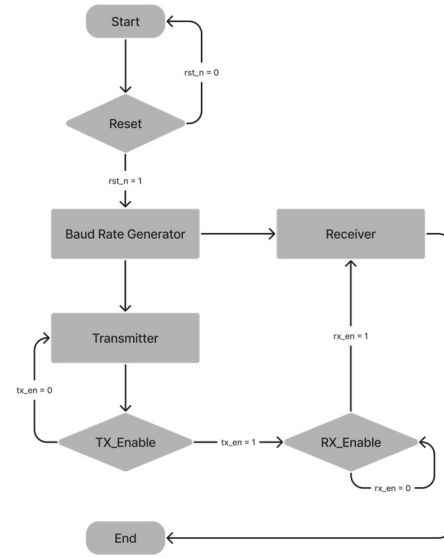 Start
rst_n = 0
Reset
rst_n = 1
Baud Rate Generator
Receiver
Transmitter
rx_en = 1
tx_en = 0
TX_Enable
tx_en = 1
RX_Enable
rx_en = 0
End